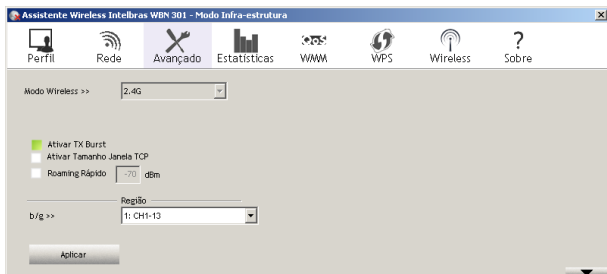 Assistente Wireless Intelbras WBN 301 - Modo Infra-estrutura
Perfil Rede Avançado Estatísticas QoS WMM WPS Wireless Sobre
Modo Wireless >> 2.4G
Ativar TX Burst
Ativar Tamanho Janela TCP
Roaming Rápido -70 dBm
Região
b/g >> 1: CH1-13
Aplicar